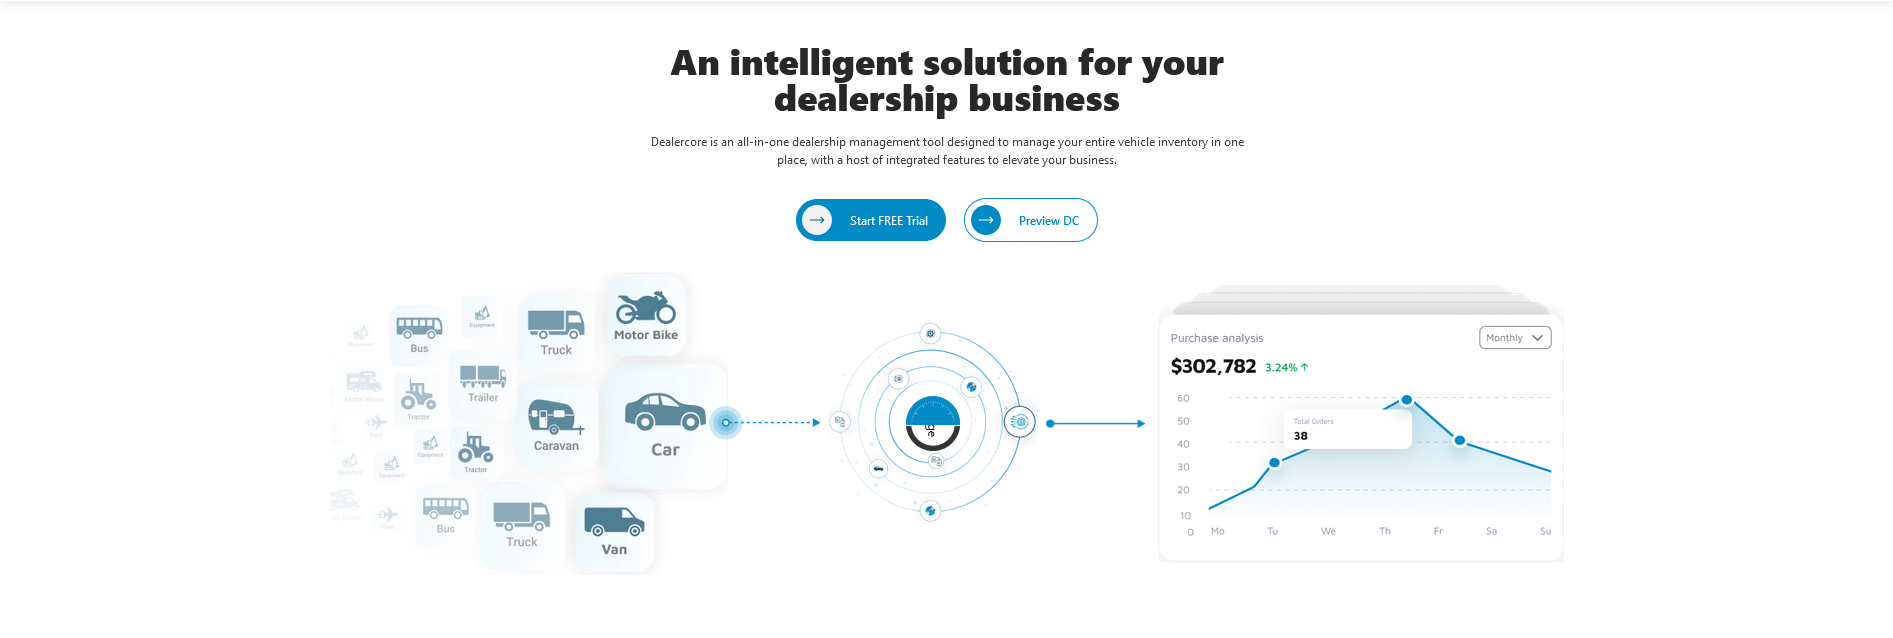 An intelligent solution for your
dealership business
Dealercore is an all-in-one dealership management tool designed to manage your entire vehicle inventory in one
place, with a host of integrated features to elevate your business.
Start FREE Trial
Preview DC
Motor Bike
Equipment
Bus
Truck
Equipment
Trailer
Motor Home
Tractor
Car
Caravan
Plane
Equipment
Tractor
Equipment
Equipment
Bus
Truck
Van
Plane
ge
Purchase analysis
Monthly
$302,782
3.24% ↑
60
50
40
30
20
10
0
Total Orders
38
Mo
Tu
We
Th
Fr
Sa
Su